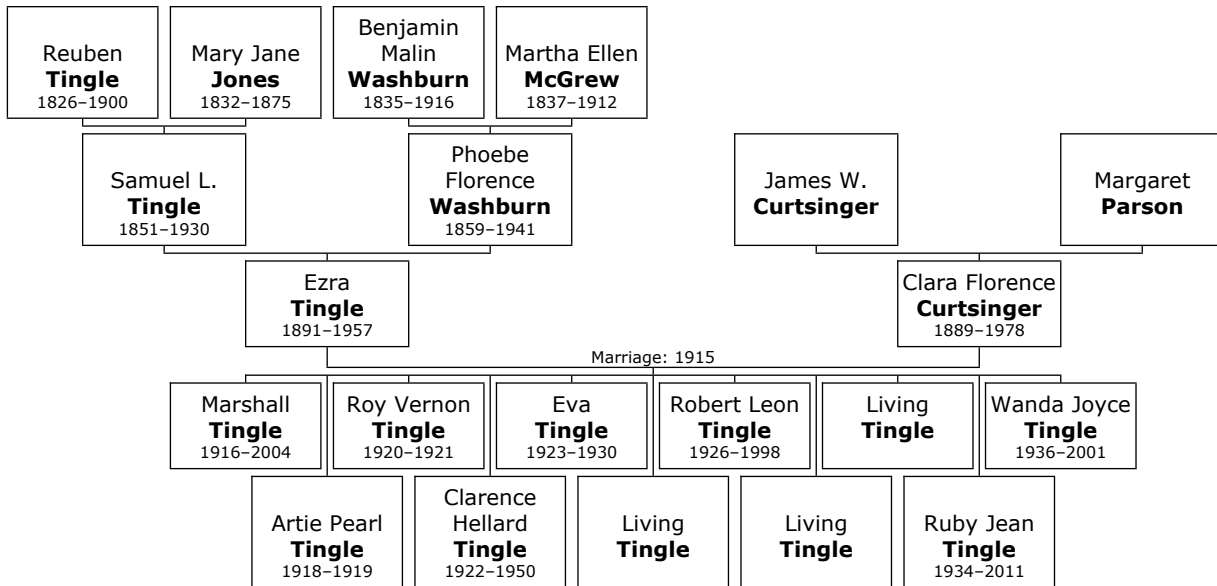 Reuben
Tingle
1826–1900
Mary Jane
Jones
1832–1875
Benjamin
Malin
Washburn
1835–1916
Martha Ellen
McGrew
1837–1912
Samuel L.
Tingle
1851–1930
Phoebe
Florence
Washburn
1859–1941
James W.
Curtsinger
Margaret
Parson
Ezra
Tingle
1891–1957
Clara Florence
Curtsinger
1889–1978
Marriage: 1915
Marshall
Tingle
1916–2004
Roy Vernon
Tingle
1920–1921
Eva
Tingle
1923–1930
Robert Leon
Tingle
1926–1998
Living
Tingle
Wanda Joyce
Tingle
1936–2001
Artie Pearl
Tingle
1918–1919
Clarence
Hellard
Tingle
1922–1950
Living
Tingle
Living
Tingle
Ruby Jean
Tingle
1934–2011